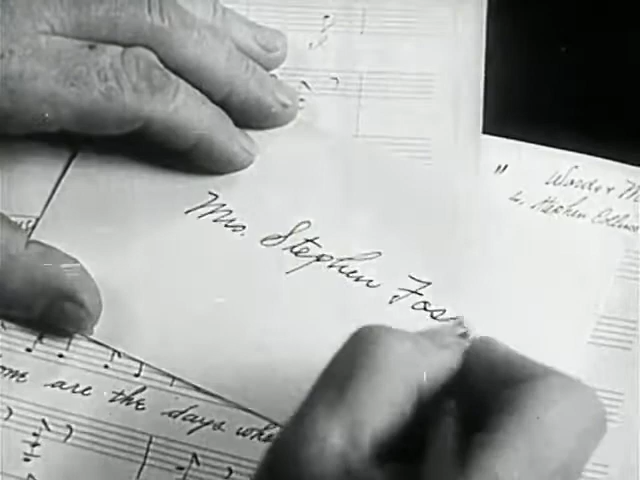 " Words &
by Stephen Collins
Mrs. Stephen Fos
ome are the days whe